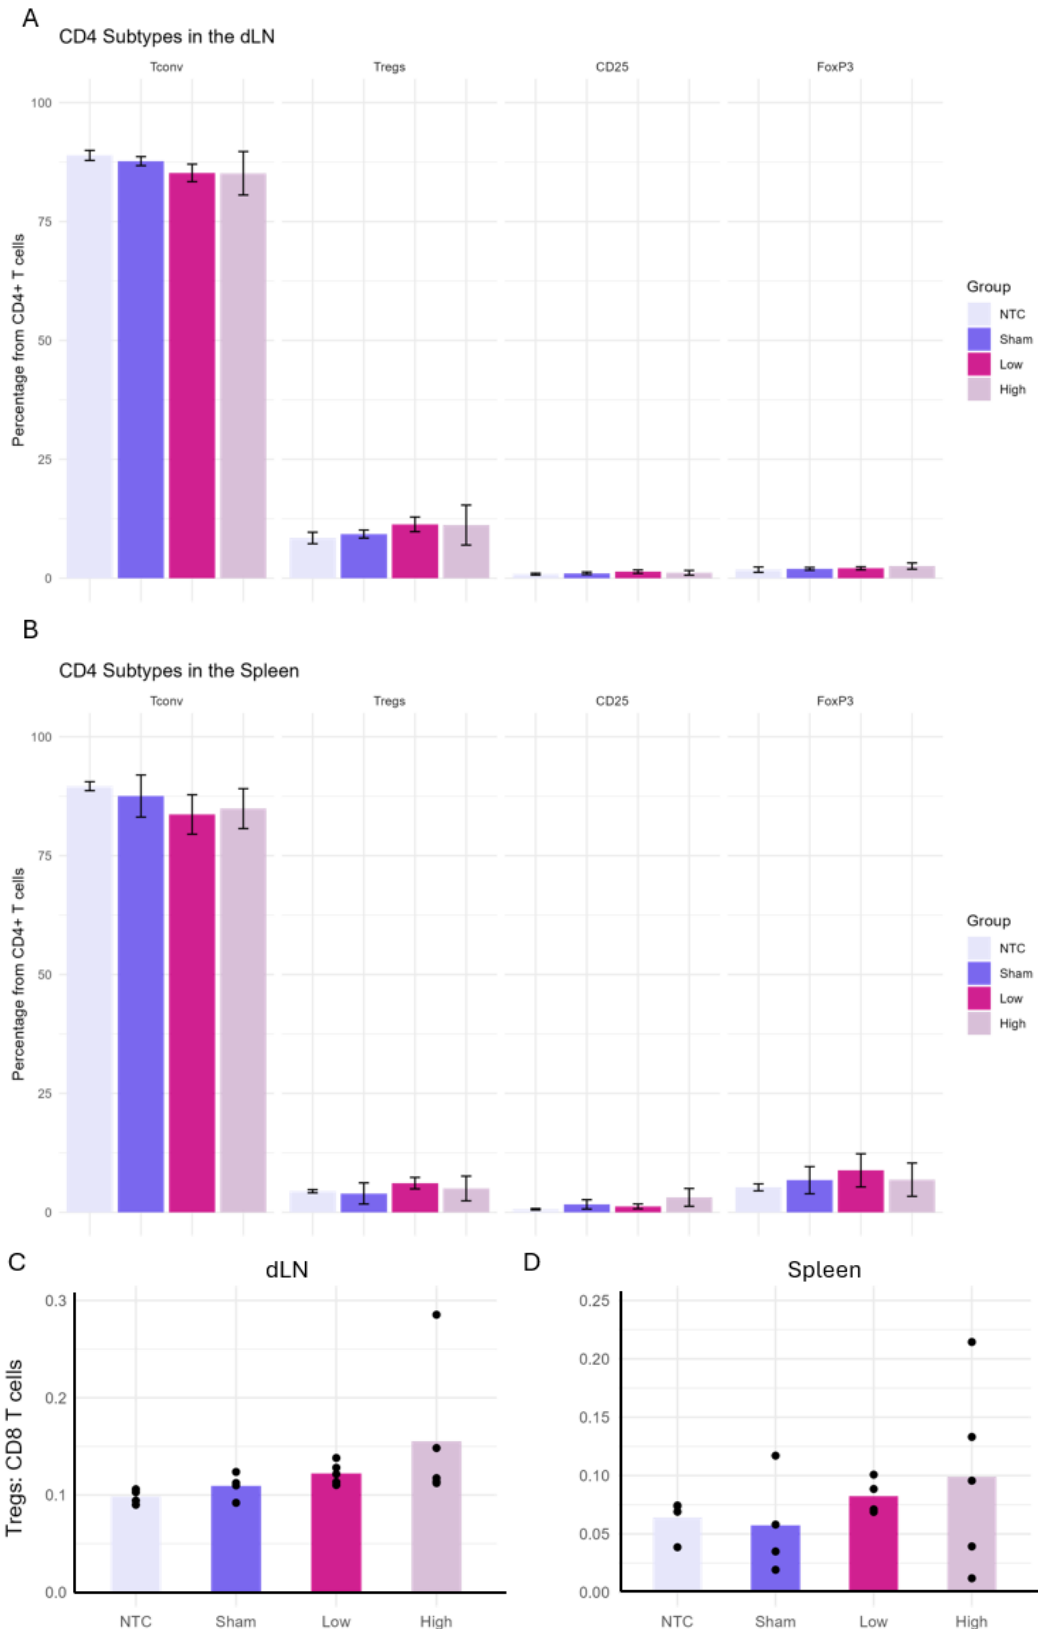 A
CD4 Subtypes in the dLN
Tconv Tregs CD25 FoxP3
100
75
50
25
0
Percentage from CD4+ T cells
Group
NTC
Sham
Low
High
B
CD4 Subtypes in the Spleen
Tconv Tregs CD25 FoxP3
100
75
50
25
0
Percentage from CD4+ T cells
Group
NTC
Sham
Low
High
C
dLN
0.3
0.2
0.1
0.0
Tregs: CD8 T cells
NTC Sham Low High
D
Spleen
0.25
0.20
0.15
0.10
0.05
0.00
NTC Sham Low High